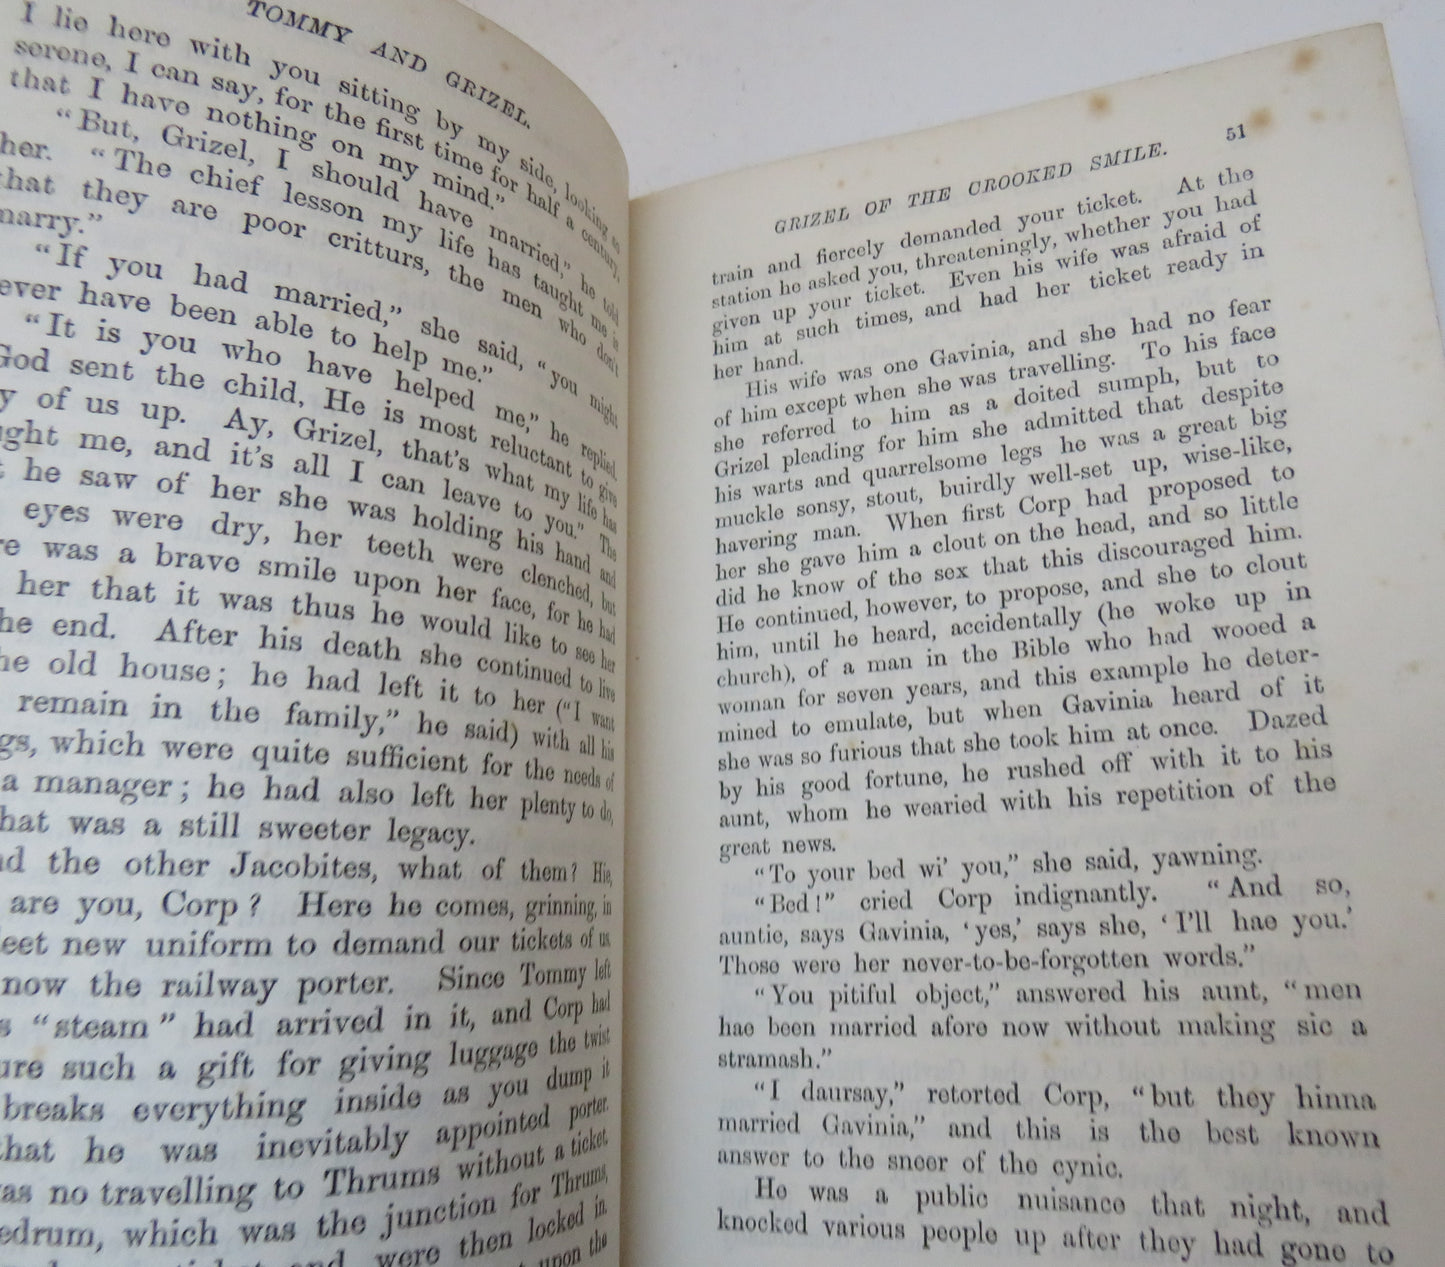 TOMMY AND GRIZEL.
I lie here with you sitting by my side, looking so
serene, I can say, for the first time for half a century,
that I have nothing on my mind."
"But, Grizel, I should have married," he told
her. "The chief lesson my life has taught me is
that they are poor critturs, the men who don't
marry."
"If you had married," she said, "you might
ever have been able to help me."
"It is you who have helped me," he replied.
God sent the child, He is most reluctant to give
of us up. Ay, Grizel, that's what my life has
me, and it's all I can leave to you." The
he saw of her she was holding his hand and
eyes were dry, her teeth were clenched, but
was a brave smile upon her face, for he had
her that it was thus he would like to see her
end. After his death she continued to live
old house; he had left it to her ("I want
remain in the family," he said) with all his
which were quite sufficient for the needs of
a manager; he had also left her plenty to do,
that was a still sweeter legacy.
the other Jacobites, what of them? Hie,
are you, Corp? Here he comes, grinning, in
new uniform to demand our tickets of us.
now the railway porter. Since Tommy left
"steam" had arrived in it, and Corp had
such a gift for giving luggage the twist
breaks everything inside as you dump it
that he was inevitably appointed porter.
no travelling to Thrums without a ticket.
which was the junction for Thrums,
ticket and were then locked in.
upon the
GRIZEL OF THE CROOKED SMILE. 51
train and fiercely demanded your ticket. At the
station he asked you, threateningly, whether you had
given up your ticket. Even his wife was afraid of
him at such times, and had her ticket ready in
her hand.
His wife was one Gavinia, and she had no fear
of him except when she was travelling. To his face
she referred to him as a doited sumph, but to
Grizel pleading for him she admitted that despite
his warts and quarrelsome legs he was a great big
muckle sonsy, stout, buirdly well-set up, wise-like,
havering man. When first Corp had proposed to
her she gave him a clout on the head, and so little
did he know of the sex that this discouraged him.
He continued, however, to propose, and she to clout
him, until he heard, accidentally (he woke up in
church), of a man in the Bible who had wooed a
woman for seven years, and this example he deter-
mined to emulate, but when Gavinia heard of it
she was so furious that she took him at once. Dazed
by his good fortune, he rushed off with it to his
aunt, whom he wearied with his repetition of the
great news.
"To your bed wi' you," she said, yawning.
"Bed!" cried Corp indignantly. "And so,
auntie, says Gavinia, 'yes,' says she, 'I'll hae you.'
Those were her never-to-be-forgotten words."
"You pitiful object," answered his aunt, "men
hae been married afore now without making sic a
stramash."
"I daursay," retorted Corp, "but they hinna
married Gavinia," and this is the best known
answer to the sneer of the cynic.
He was a public nuisance that night, and
knocked various people up after they had gone to